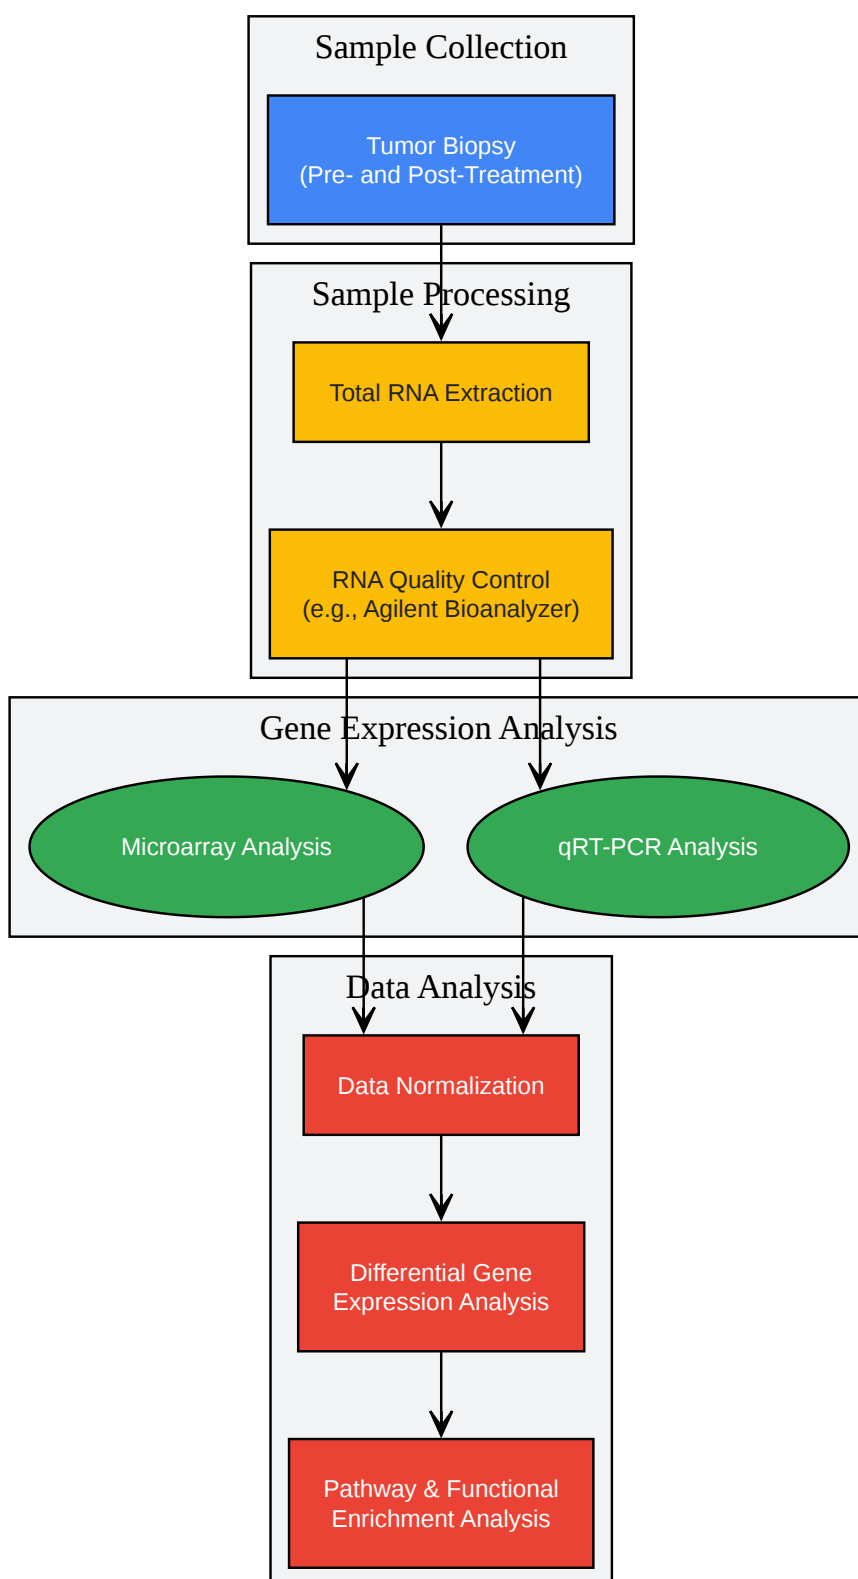 Sample Collection
Tumor Biopsy
(Pre- and Post-Treatment)
Sample Processing
Total RNA Extraction
RNA Quality Control
(e.g., Agilent Bioanalyzer)
Gene Expression Analysis
Microarray Analysis
qRT-PCR Analysis
Data Analysis
Data Normalization
Differential Gene
Expression Analysis
Pathway & Functional
Enrichment Analysis